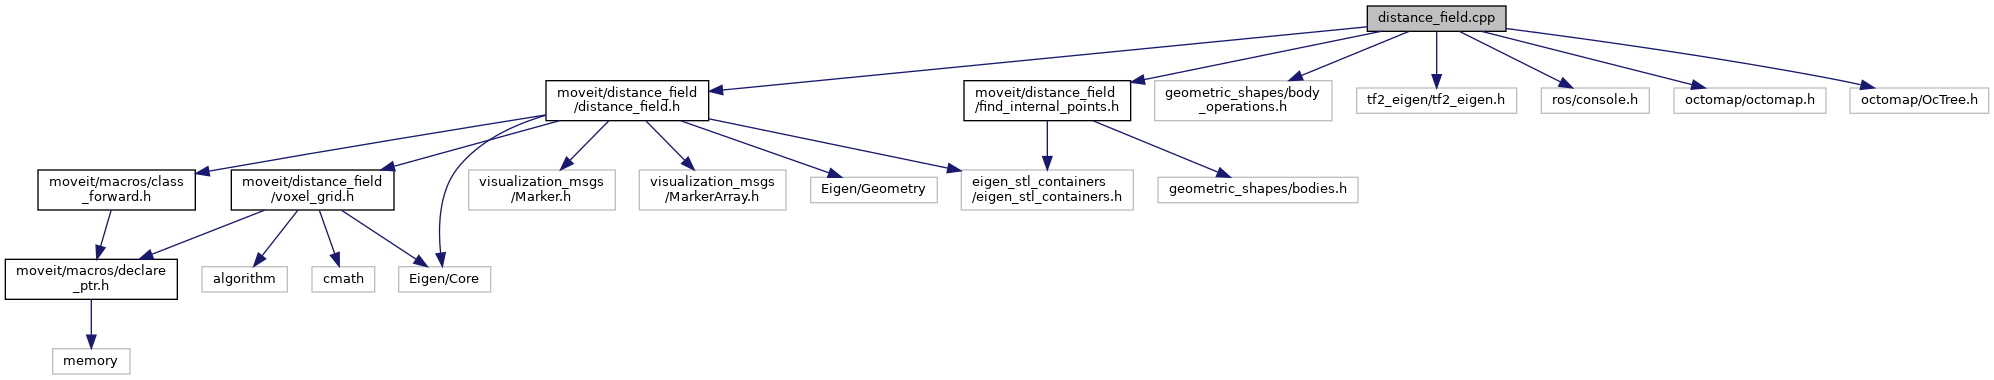 distance_field.cpp
moveit/distance_field
/distance_field.h
moveit/distance_field
/find_internal_points.h
geometric_shapes/body
_operations.h
tf2_eigen/tf2_eigen.h
ros/console.h
octomap/octomap.h
octomap/OcTree.h
moveit/macros/class
_forward.h
moveit/distance_field
/voxel_grid.h
visualization_msgs
/Marker.h
visualization_msgs
/MarkerArray.h
Eigen/Geometry
eigen_stl_containers
/eigen_stl_containers.h
geometric_shapes/bodies.h
moveit/macros/declare
_ptr.h
algorithm
cmath
Eigen/Core
memory